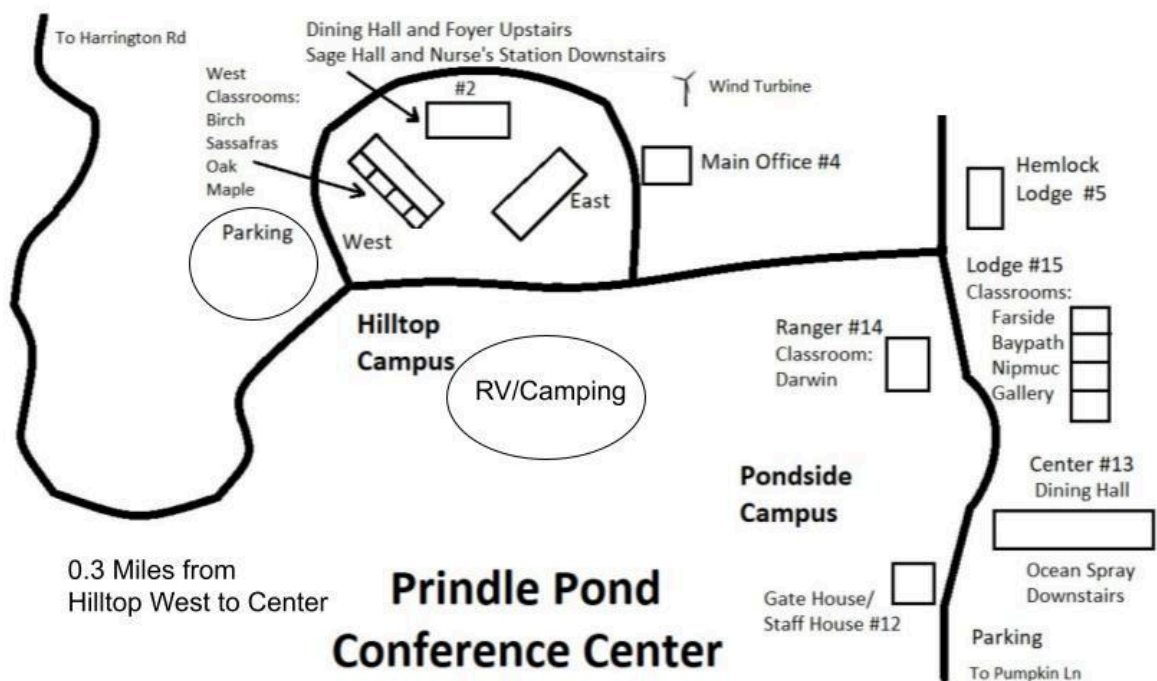 To Harrington Rd
Dining Hall and Foyer Upstairs
Sage Hall and Nurse's Station Downstairs
#2
West
Classrooms:
Birch
Sassafras
Oak
Maple
Wind Turbine
Main Office #4
Hemlock
Lodge #5
East
West
Parking
Lodge #15
Classrooms:
Farside
Baypath
Nipmuc
Gallery
Hilltop
Campus
RV/Camping
Ranger #14
Classroom:
Darwin
Pondside
Campus
Center #13
Dining Hall
Ocean Spray
Downstairs
0.3 Miles from
Hilltop West to Center
Prindle Pond
Conference Center
Gate House/
Staff House #12
Parking
To Pumpkin Ln